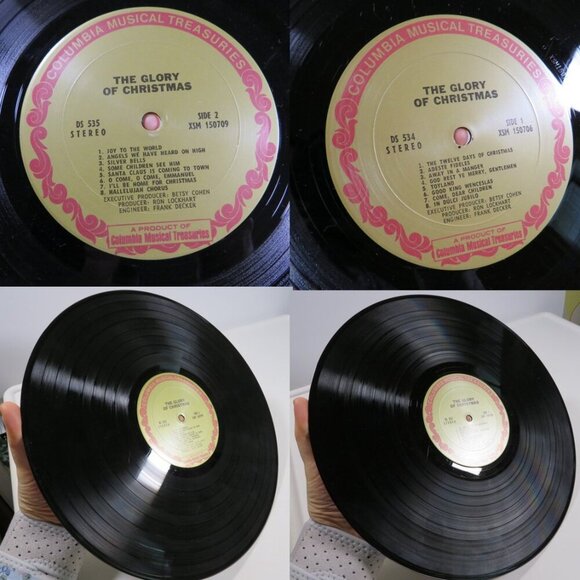 COLUMBIA MUSICAL TREASURIES
THE GLORY
OF CHRISTMAS
DS 535
STEREO
SIDE 2
XSM 150709
1. JOY TO THE WORLD
2. ANGELS WE HAVE HEARD ON HIGH
3. SILVER BELLS
4. SOME CHILDREN SEE HIM
5. SANTA CLAUS IS COMING TO TOWN
6. O COME, O COME, EMMANUEL
7. I'LL BE HOME FOR CHRISTMAS
8. HALLELUIAH CHORUS
EXECUTIVE PRODUCER: BETSY COHEN
PRODUCER: RON LOCKHART
ENGINEER: FRANK DECKER
A PRODUCT OF
Columbia Musical Treasuries
COLUMBIA MUSICAL TREASURIES
THE GLORY
OF CHRISTMAS
DS 534
STEREO
SIDE 1
XSM 150706
1. THE TWELVE DAYS OF CHRISTMAS
2. ADESTE FIDELES
3. AWAY IN A MANGER
4. GOD REST YE MERRY, GENTLEMEN
5. TOYLAND
6. GOOD KING WENCESLAS
7. COME, DEAR CHILDREN
8. IN DULCI JUBILO
EXECUTIVE PRODUCER: BETSY COHEN
PRODUCER: RON LOCKHART
ENGINEER: FRANK DECKER
A PRODUCT OF
Columbia Musical Treasuries
THE GLORY
OF CHRISTMAS
THE GLORY
OF CHRISTMAS